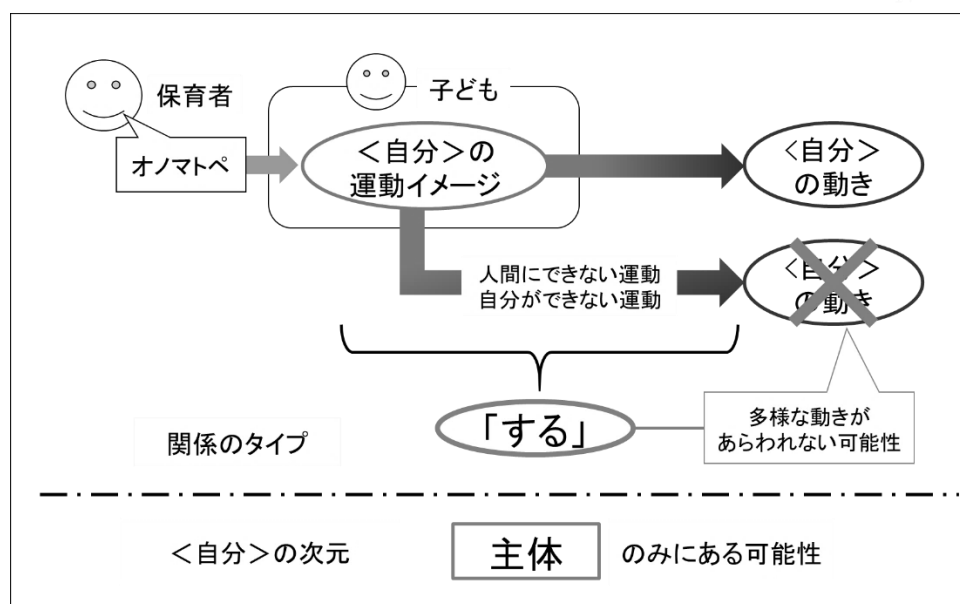 保育者
オノマトペ
子ども
＜自分＞の
運動イメージ
＜自分＞
の動き
人間にできない運動
自分ができない運動
＜自分＞
の動き
「する」
多様な動きが
あらわれない可能性
関係のタイプ
＜自分＞の次元
主体
のみにある可能性